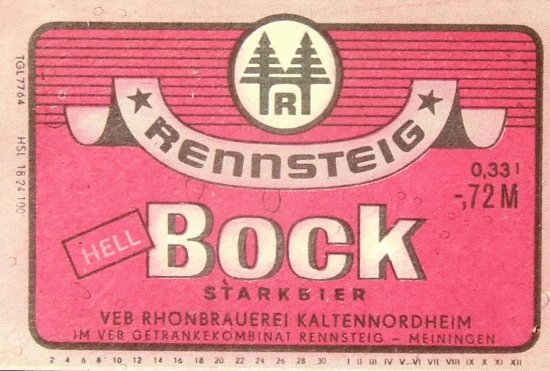 R
★ RENNSTEIG ★
0,33 l
-,72 M
HELL
BOCK
STARKBIER
VEB RHÖNBRAUEREI KALTENNORDHEIM
IM VEB GETRÄNKEKOMBINAT RENNSTEIG – MEININGEN
2 4 6 8 10 12 14 16 18 20 22 24 26 28 30 I II III IV V VI VII VIII IX X XI XII
TGL 7764 HSL 1824 100